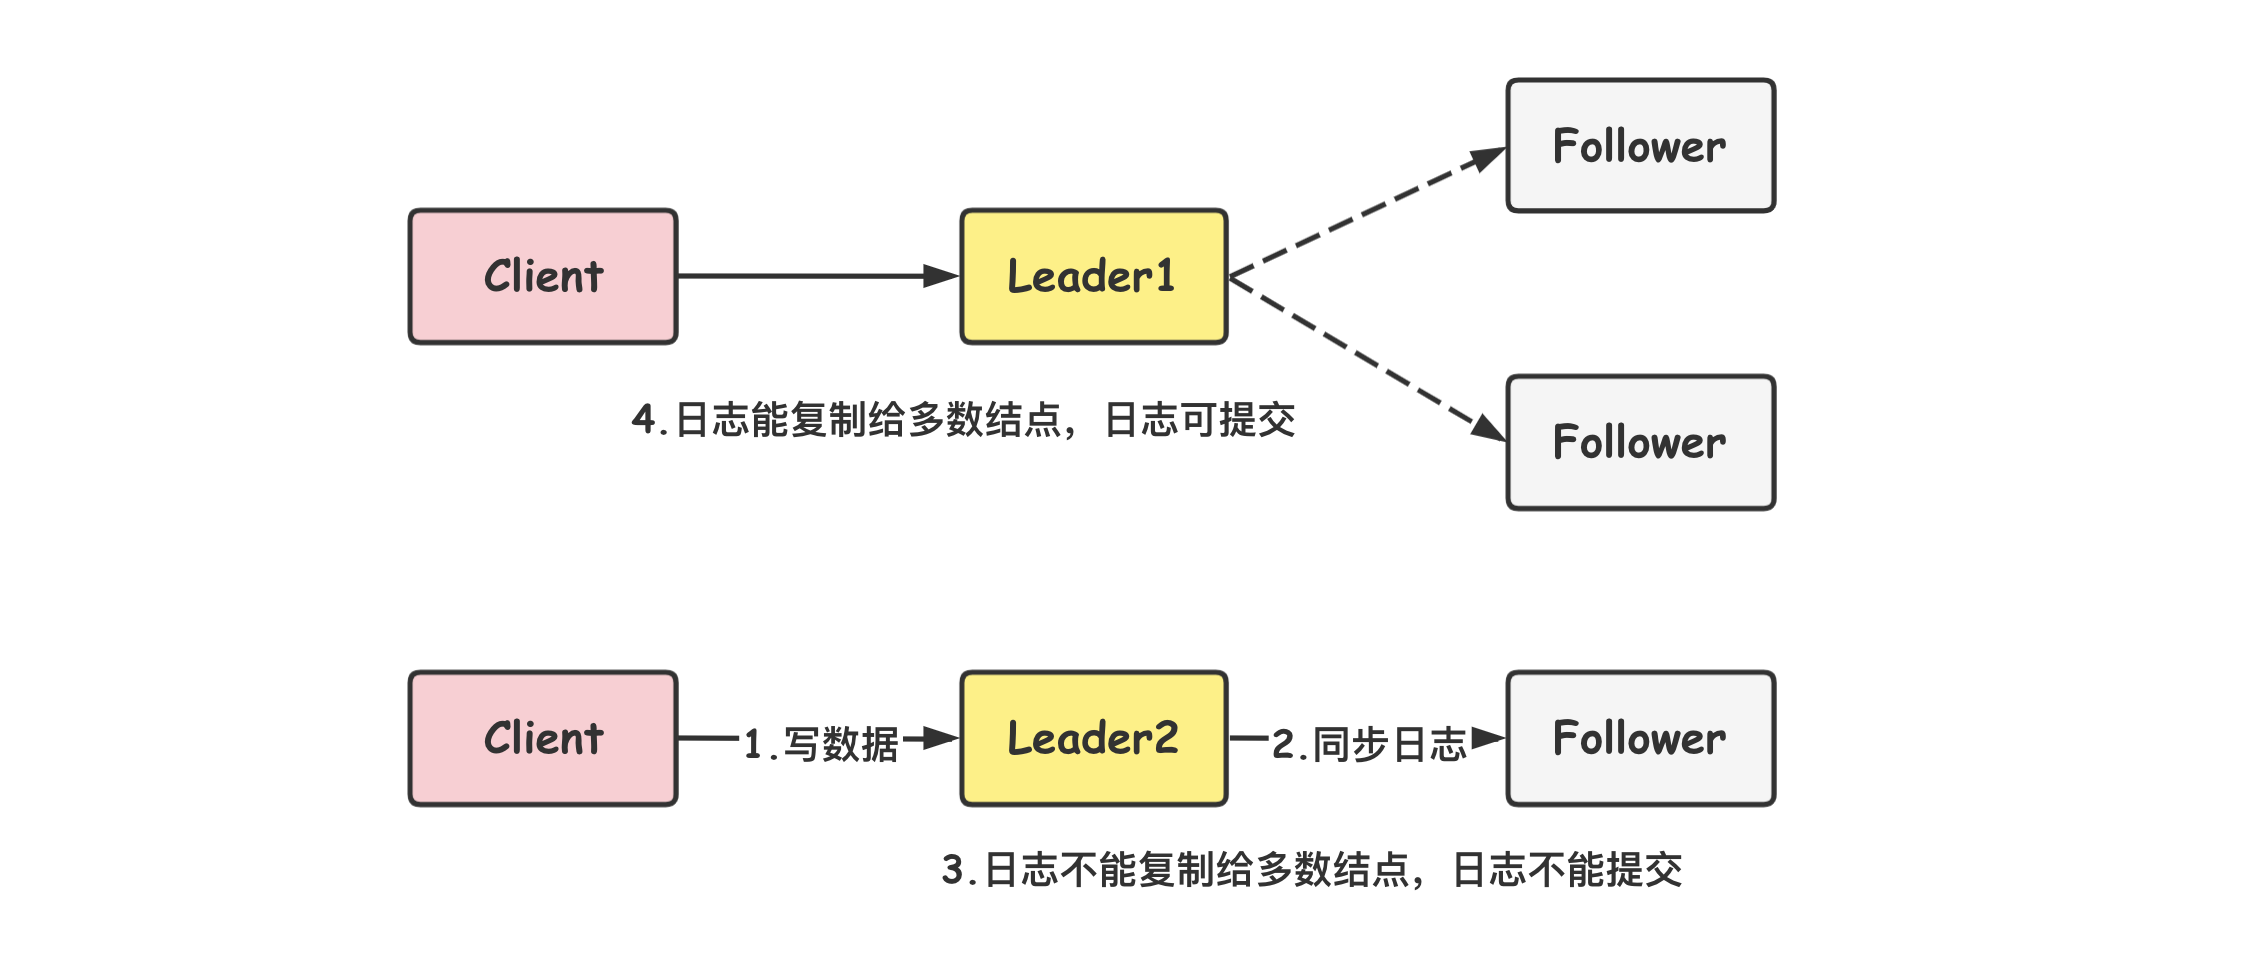 Follower
Client
Leader1
4.日志能复制给多数结点，日志可提交
Follower
Client
1.写数据
Leader2
2.同步日志
Follower
3.日志不能复制给多数结点，日志不能提交